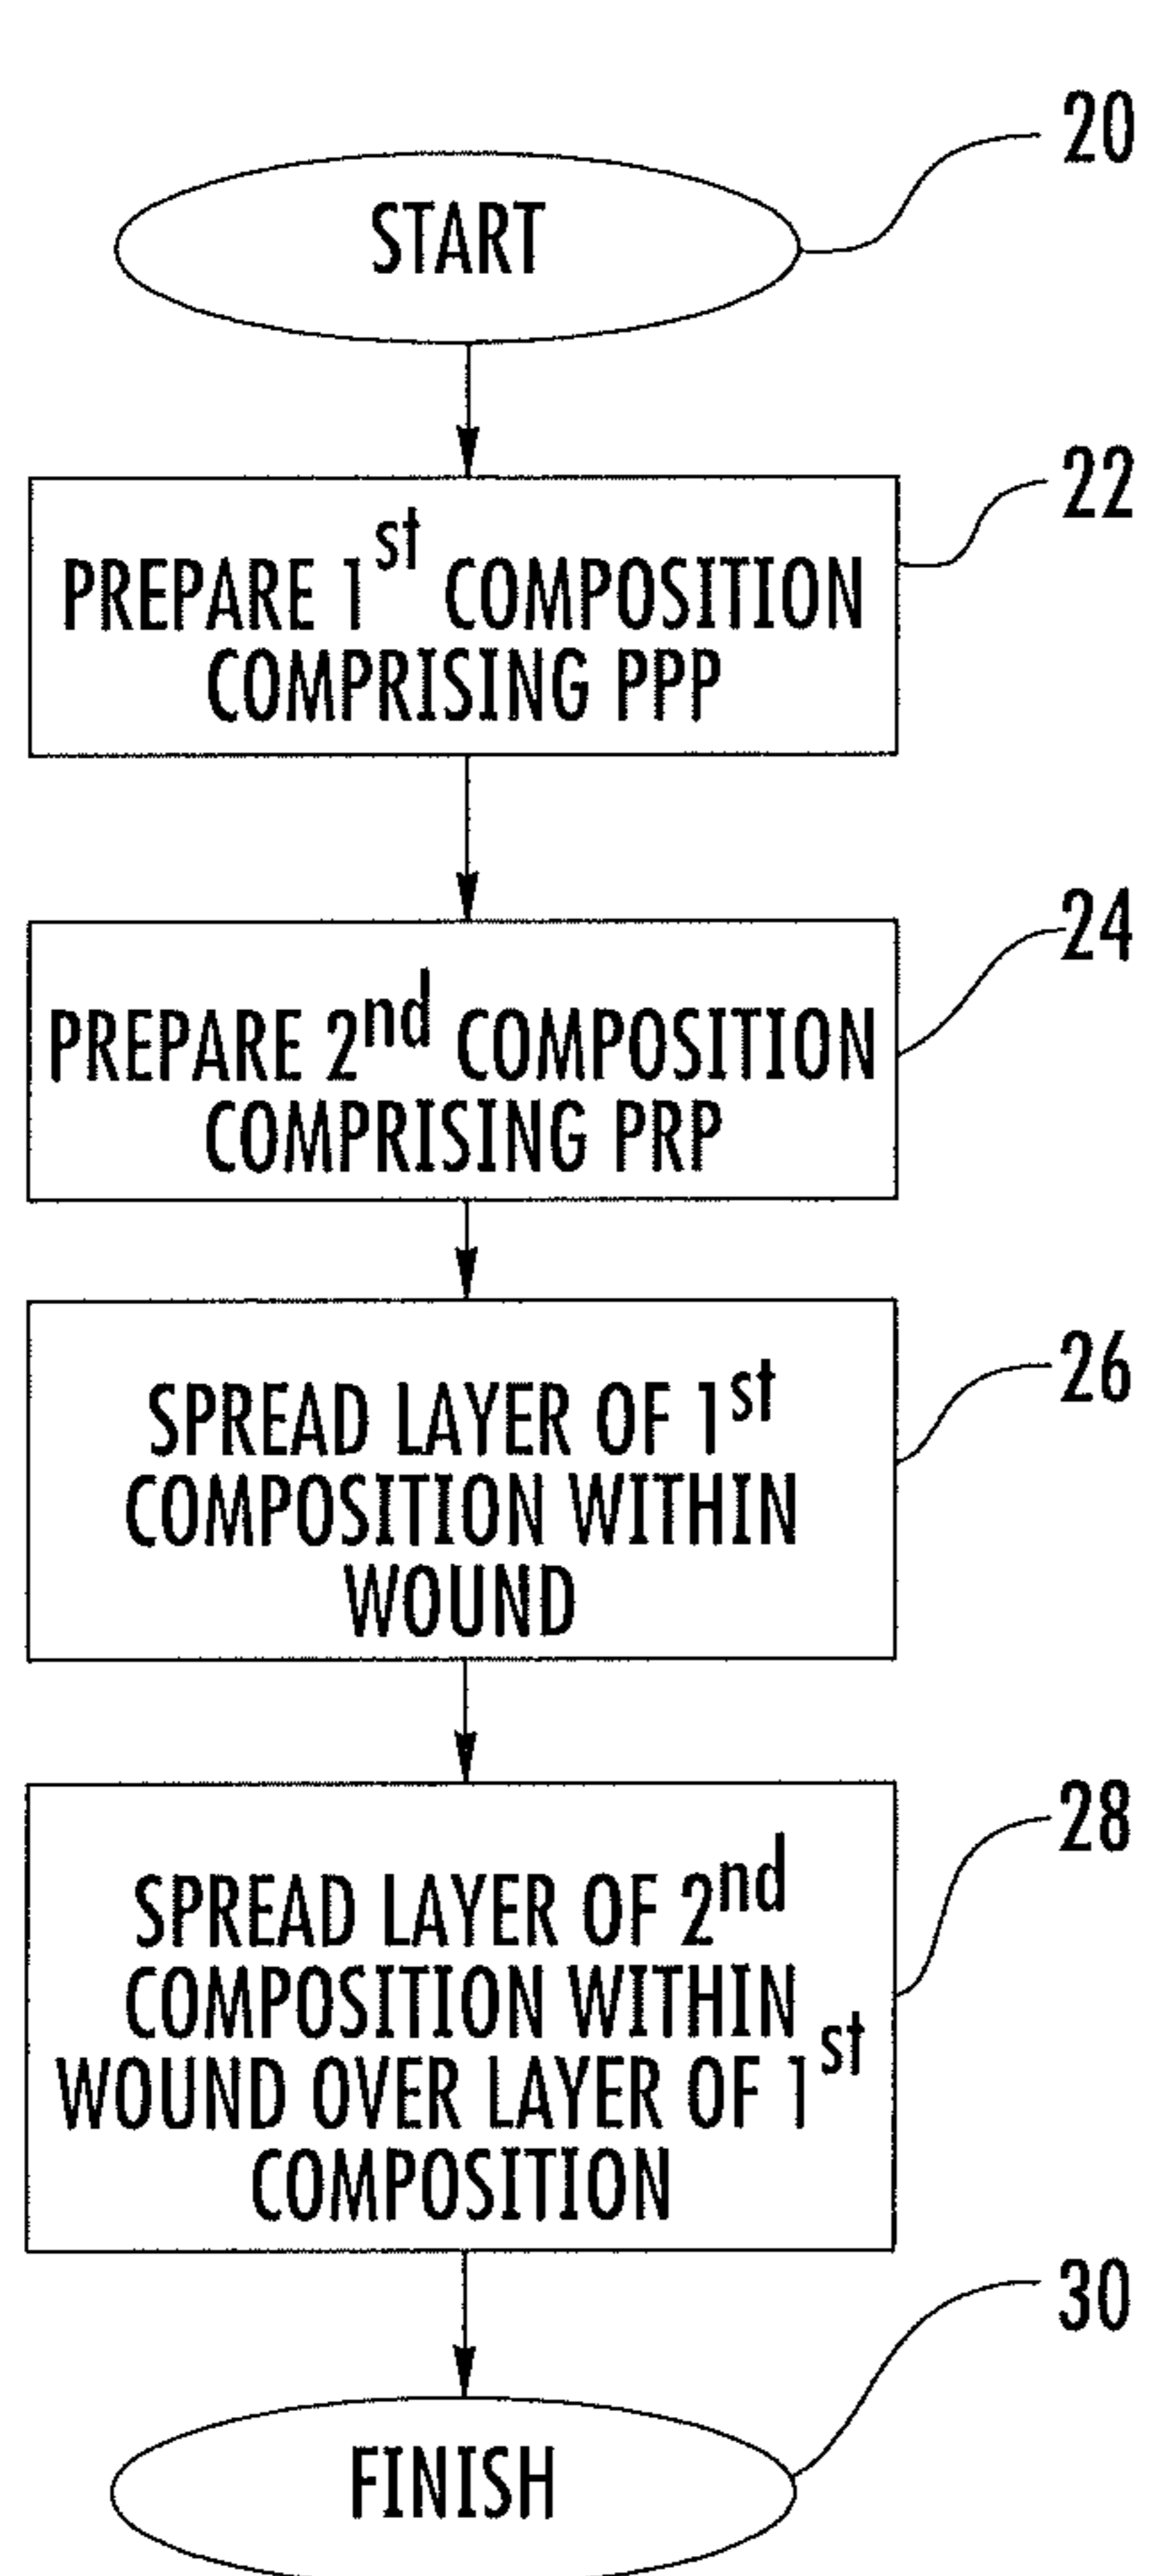 START
20
PREPARE 1st COMPOSITION
COMPRISING PPP
22
PREPARE 2nd COMPOSITION
COMPRISING PRP
24
SPREAD LAYER OF 1st
COMPOSITION WITHIN
WOUND
26
SPREAD LAYER OF 2nd
COMPOSITION WITHIN
WOUND OVER LAYER OF 1st
COMPOSITION
28
FINISH
30